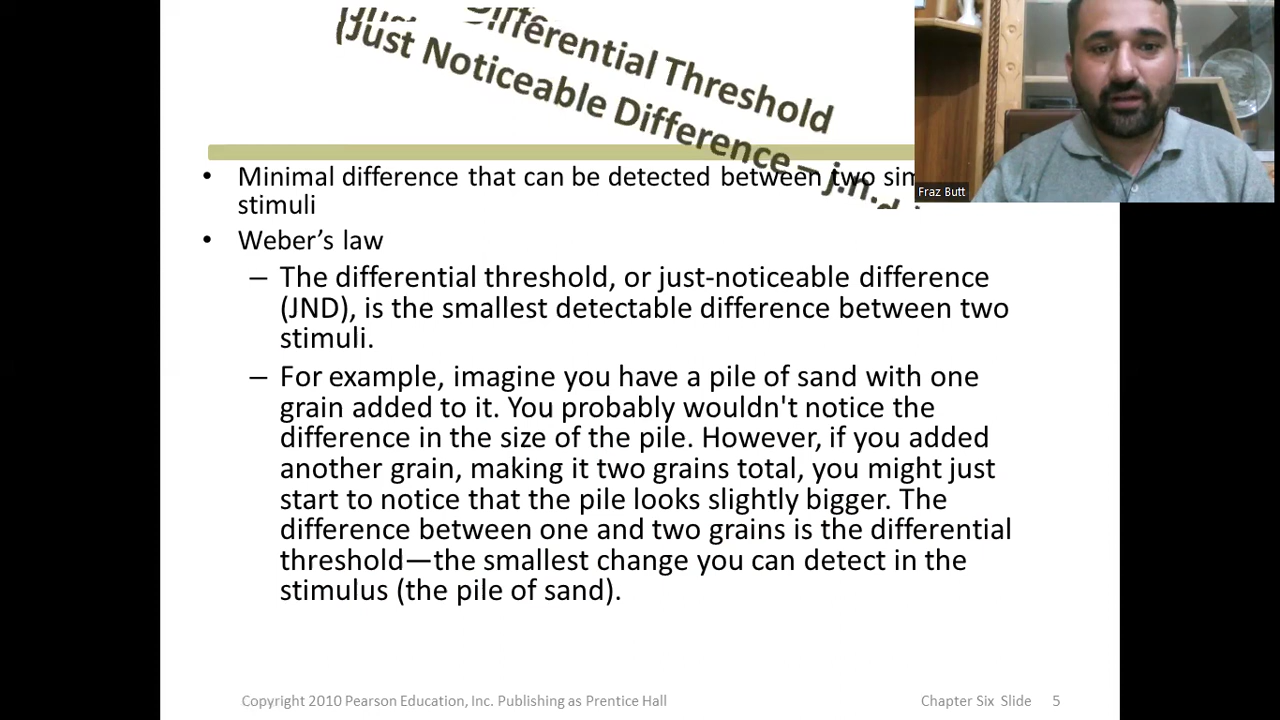 Differential Threshold
(Just Noticeable Difference – j.n.d.)
• Minimal difference that can be detected between two
stimuli
• Weber’s law
– The differential threshold, or just-noticeable difference
(JND), is the smallest detectable difference between two
stimuli.
– For example, imagine you have a pile of sand with one
grain added to it. You probably wouldn't notice the
difference in the size of the pile. However, if you added
another grain, making it two grains total, you might just
start to notice that the pile looks slightly bigger. The
difference between one and two grains is the differential
threshold—the smallest change you can detect in the
stimulus (the pile of sand).
Fraz Butt
Copyright 2010 Pearson Education, Inc. Publishing as Prentice Hall
Chapter Six Slide 5